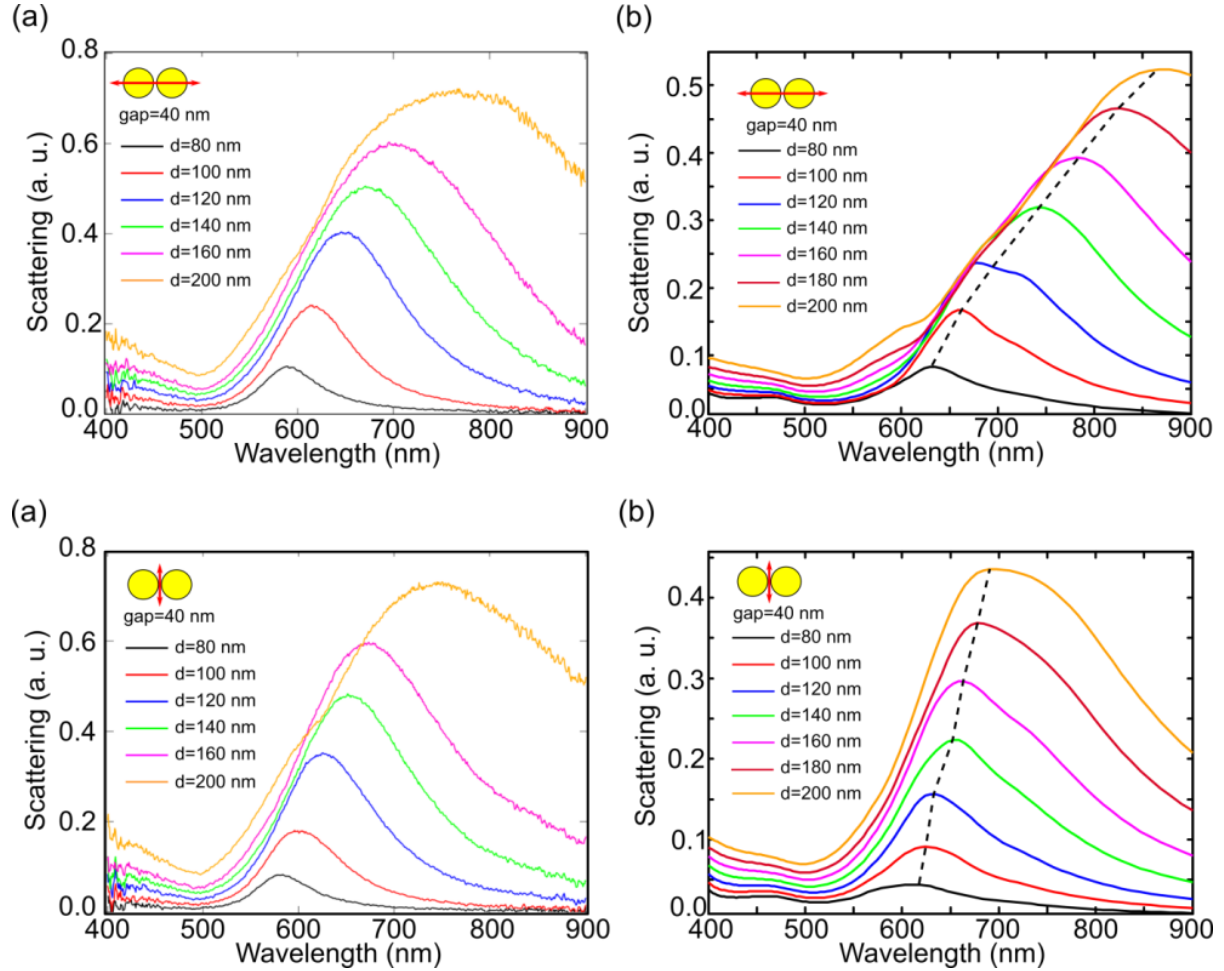 (a)
Scattering (a. u.)
0.8
0.6
0.4
0.2
0.0
gap=40 nm
d=80 nm
d=100 nm
d=120 nm
d=140 nm
d=160 nm
d=200 nm
400 500 600 700 800 900
Wavelength (nm)
(b)
Scattering (a. u.)
0.5
0.4
0.3
0.2
0.1
0.0
gap=40 nm
d=80 nm
d=100 nm
d=120 nm
d=140 nm
d=160 nm
d=180 nm
d=200 nm
400 500 600 700 800 900
Wavelength (nm)
(a)
Scattering (a. u.)
0.8
0.6
0.4
0.2
0.0
gap=40 nm
d=80 nm
d=100 nm
d=120 nm
d=140 nm
d=160 nm
d=200 nm
400 500 600 700 800 900
Wavelength (nm)
(b)
Scattering (a. u.)
0.4
0.3
0.2
0.1
0.0
gap=40 nm
d=80 nm
d=100 nm
d=120 nm
d=140 nm
d=160 nm
d=180 nm
d=200 nm
400 500 600 700 800 900
Wavelength (nm)